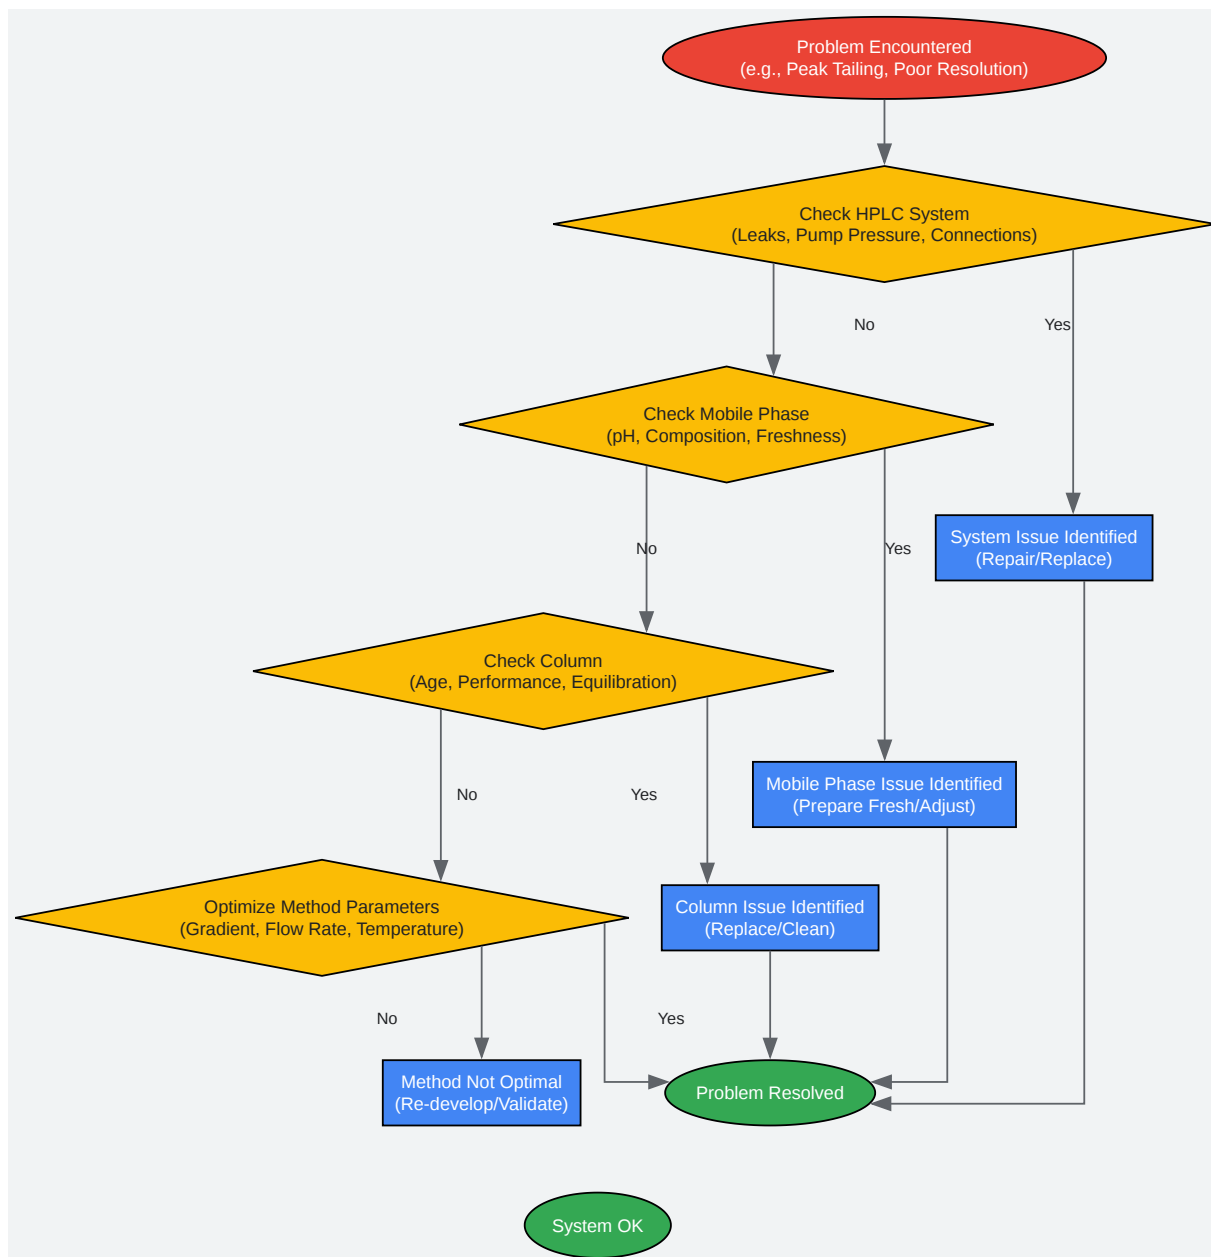 Problem Encountered
(e.g., Peak Tailing, Poor Resolution)
Check HPLC System
(Leaks, Pump Pressure, Connections)
No
Yes
Check Mobile Phase
(pH, Composition, Freshness)
No
Yes
System Issue Identified
(Repair/Replace)
Check Column
(Age, Performance, Equilibration)
No
Yes
Mobile Phase Issue Identified
(Prepare Fresh/Adjust)
Optimize Method Parameters
(Gradient, Flow Rate, Temperature)
Column Issue Identified
(Replace/Clean)
No
Yes
Method Not Optimal
(Re-develop/Validate)
Problem Resolved
System OK